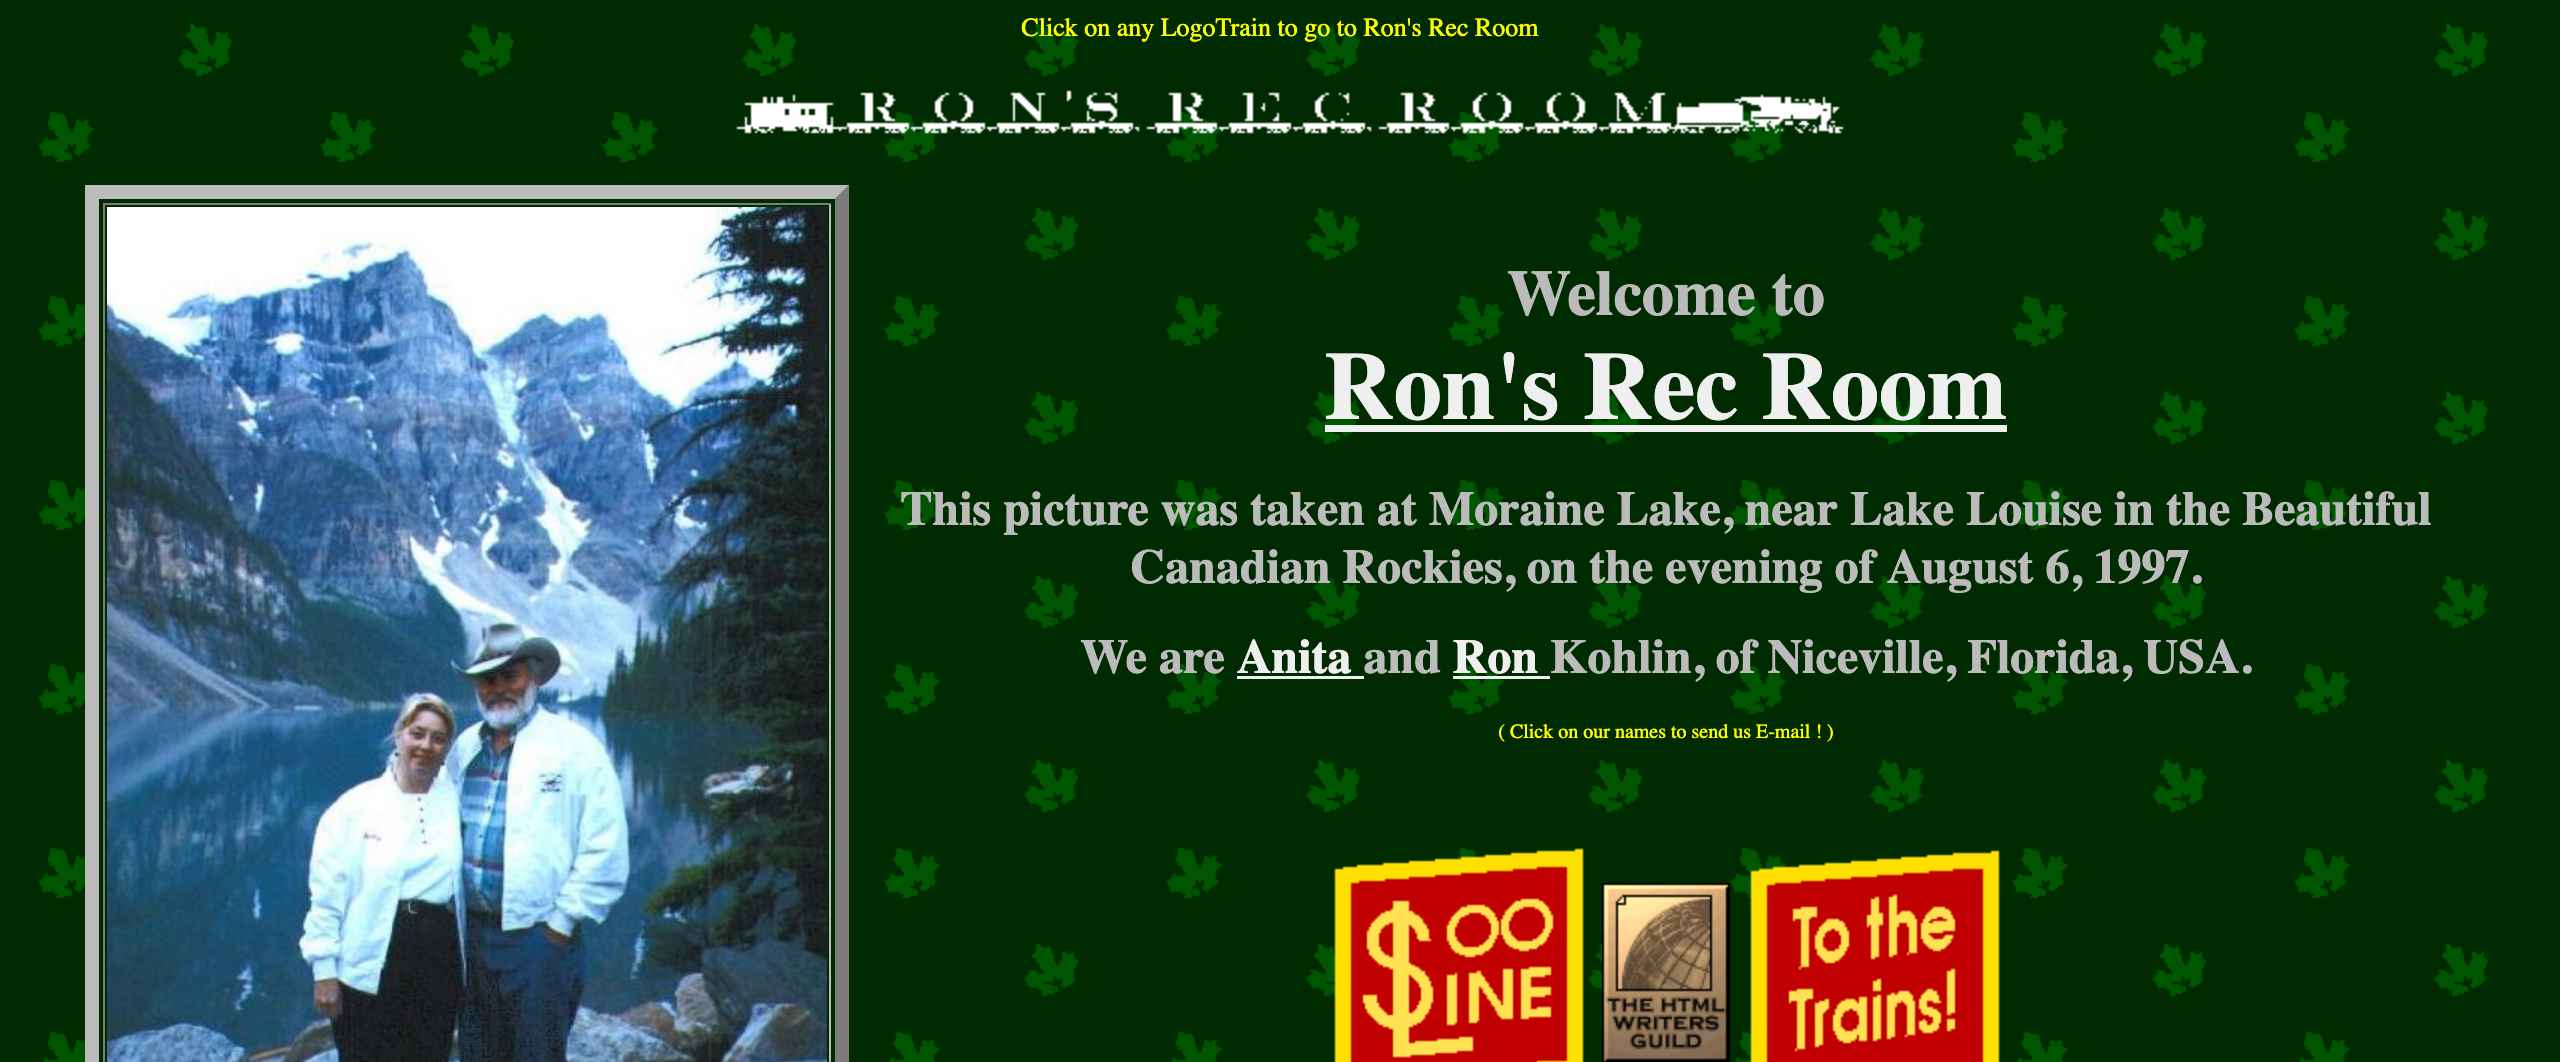 Click on any LogoTrain to go to Ron's Rec Room
RON'S REC ROOM
Welcome to
Ron's Rec Room
This picture was taken at Moraine Lake, near Lake Louise in the Beautiful
Canadian Rockies, on the evening of August 6, 1997.
We are Anita and Ron Kohlin, of Niceville, Florida, USA.
( Click on our names to send us E-mail ! )
$OO
LINE
THE HTML
WRITERS
GUILD
To the
Trains!